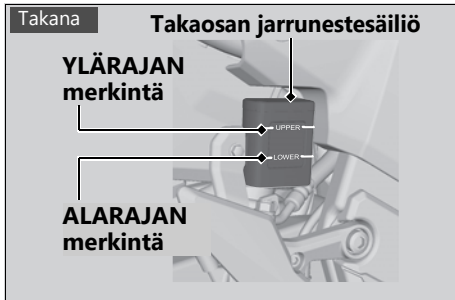 Takana
Takaosan jarrunestesäiliö
YLÄRAJAN
merkintä
UPPER
LOWER
ALARAJAN
merkintä